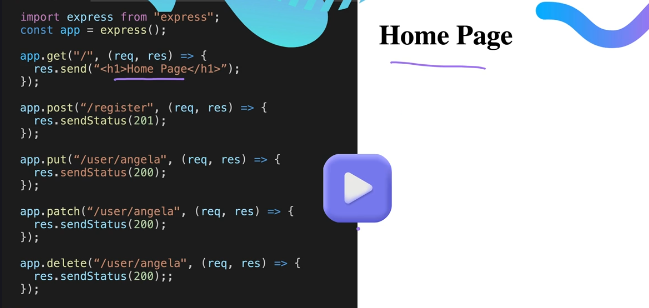 import express from "express";
const app = express();
app.get("/", (req, res) => {
res.send(“<h1>Home Page</h1>”);
});
app.post(“/register", (req, res) => {
res.sendStatus(201);
});
app.put(“/user/angela", (req, res) => {
res.sendStatus(200);
});
app.patch(“/user/angela", (req, res) => {
res.sendStatus(200);
});
app.delete(“/user/angela", (req, res) => {
res.sendStatus(200);;
});
Home Page